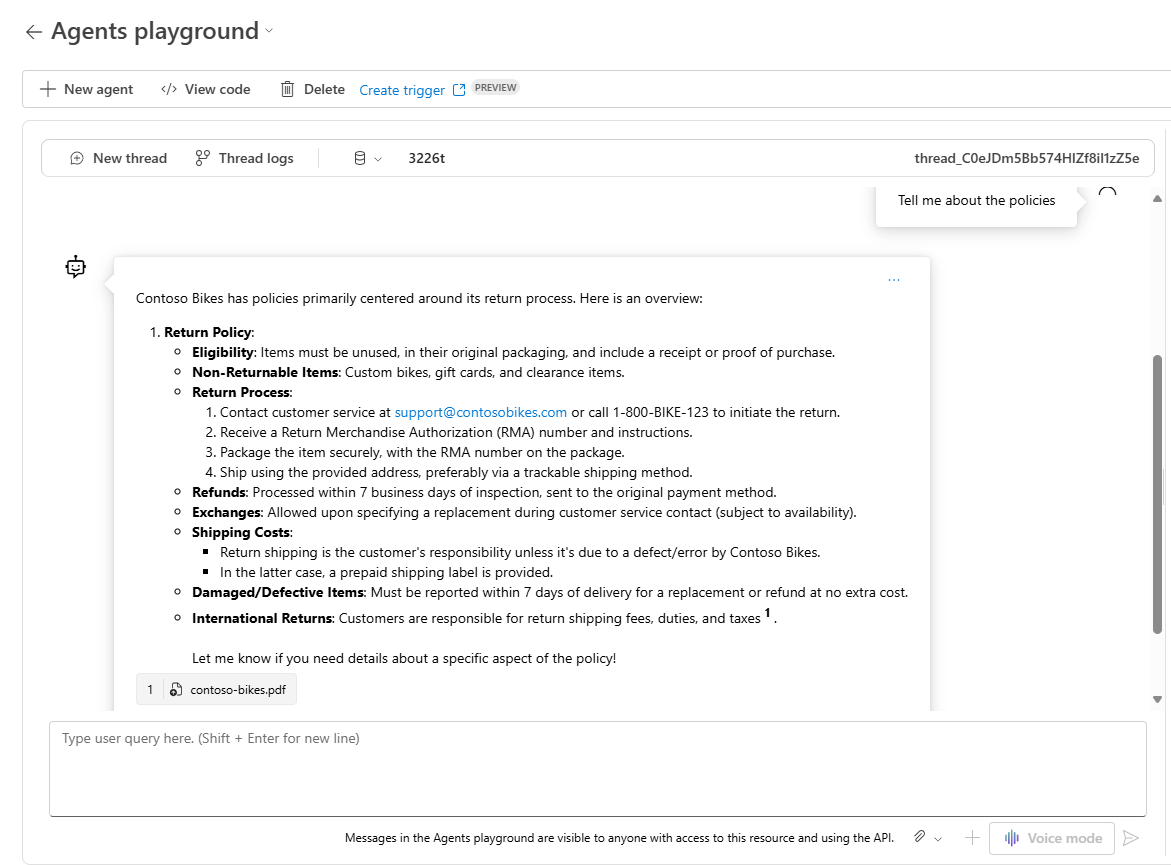 Agents playground
New agent
View code
Delete
Create trigger
PREVIEW
New thread
Thread logs
3226t
thread_C0eJDm5Bb574HIZf8il1zZ5e
Tell me about the policies
...
Contoso Bikes has policies primarily centered around its return process. Here is an overview:
1. Return Policy:
Eligibility: Items must be unused, in their original packaging, and include a receipt or proof of purchase.
Non-Returnable Items: Custom bikes, gift cards, and clearance items.
Return Process:
1. Contact customer service at support@contosobikes.com or call 1-800-BIKE-123 to initiate the return.
2. Receive a Return Merchandise Authorization (RMA) number and instructions.
3. Package the item securely, with the RMA number on the package.
4. Ship using the provided address, preferably via a trackable shipping method.
Refunds: Processed within 7 business days of inspection, sent to the original payment method.
Exchanges: Allowed upon specifying a replacement during customer service contact (subject to availability).
Shipping Costs:
Return shipping is the customer's responsibility unless it's due to a defect/error by Contoso Bikes.
In the latter case, a prepaid shipping label is provided.
Damaged/Defective Items: Must be reported within 7 days of delivery for a replacement or refund at no extra cost.
International Returns: Customers are responsible for return shipping fees, duties, and taxes 1 .
Let me know if you need details about a specific aspect of the policy!
1 contoso-bikes.pdf
Type user query here. (Shift + Enter for new line)
Messages in the Agents playground are visible to anyone with access to this resource and using the API.
Voice mode